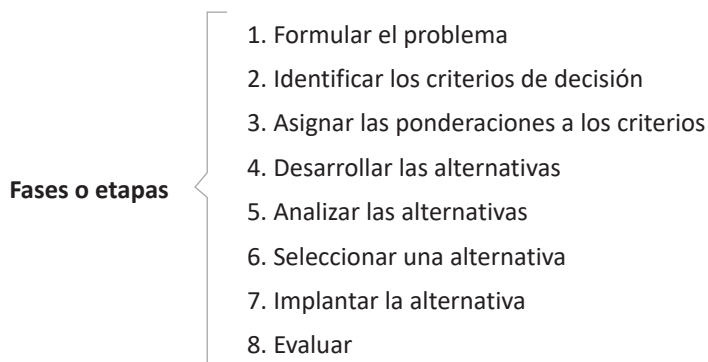 Fases o etapas
1. Formular el problema
2. Identificar los criterios de decisión
3. Asignar las ponderaciones a los criterios
4. Desarrollar las alternativas
5. Analizar las alternativas
6. Seleccionar una alternativa
7. Implantar la alternativa
8. Evaluar